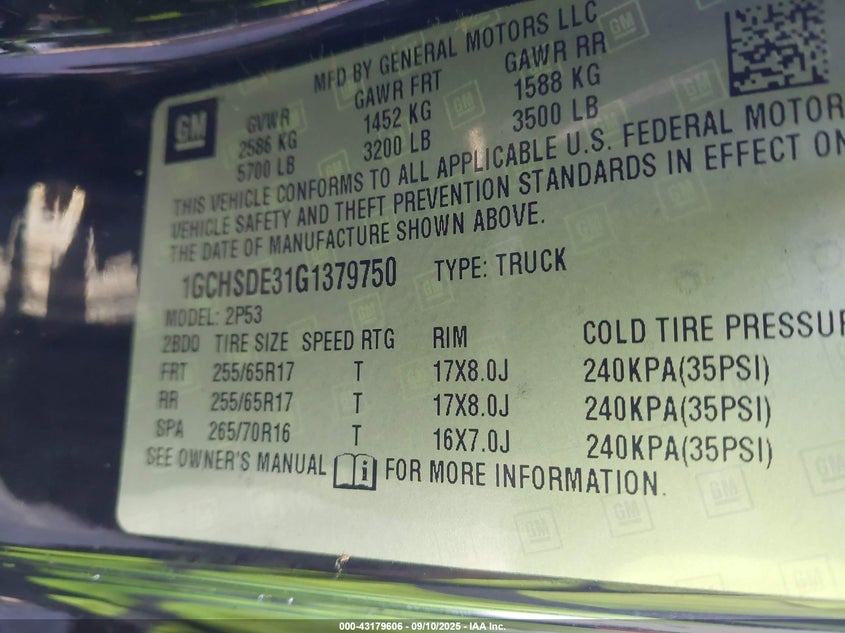 MFD BY GENERAL MOTORS LLC
GM GVWR GAWR FRT GAWR RR
2586 KG 1452 KG 1588 KG
5700 LB 3200 LB 3500 LB
THIS VEHICLE CONFORMS TO ALL APPLICABLE U.S. FEDERAL MOTOR
VEHICLE SAFETY AND THEFT PREVENTION STANDARDS IN EFFECT ON
THE DATE OF MANUFACTURE SHOWN ABOVE.
1GCHSDE31G1379750 TYPE: TRUCK
MODEL: 2P53
2BDO TIRE SIZE SPEED RTG RIM COLD TIRE PRESSUR
FRT 255/65R17 T 17X8.0J 240KPA(35PSI)
RR 255/65R17 T 17X8.0J 240KPA(35PSI)
SPA 265/70R16 T 16X7.0J 240KPA(35PSI)
SEE OWNER'S MANUAL i FOR MORE INFORMATION.
000-43179606 - 09/10/2025 - IAA Inc.